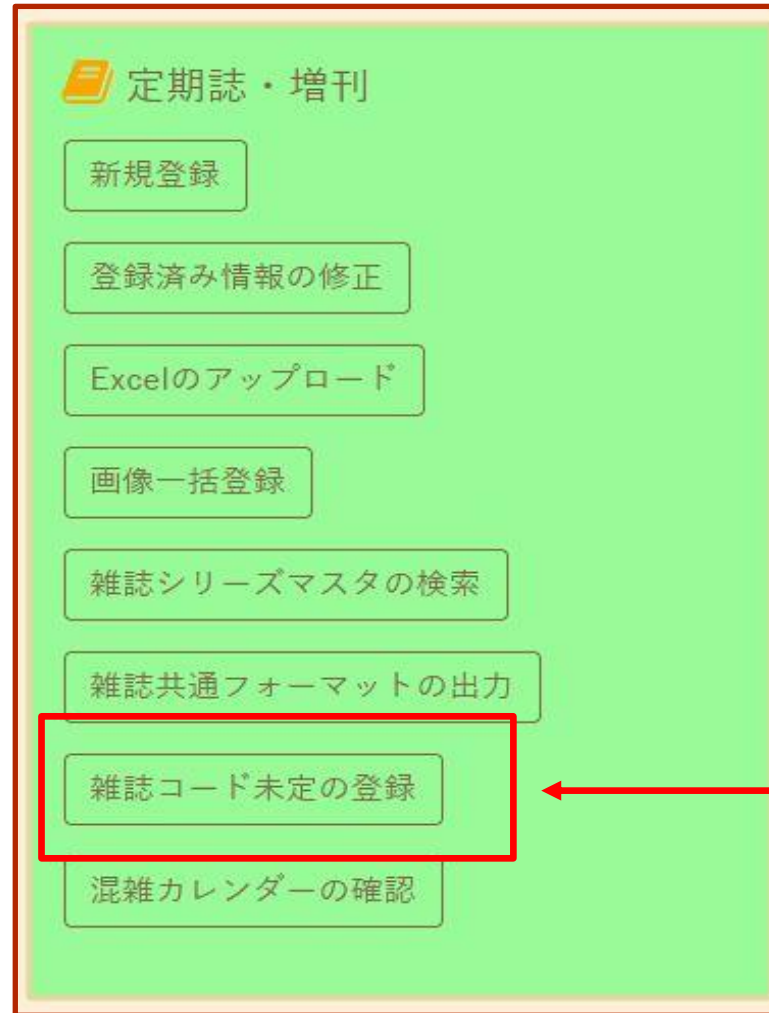 定期誌・増刊
新規登録
登録済み情報の修正
Excelのアップロード
画像一括登録
雑誌シリーズマスタの検索
雑誌共通フォーマットの出力
雑誌コード未定の登録
混雑カレンダーの確認